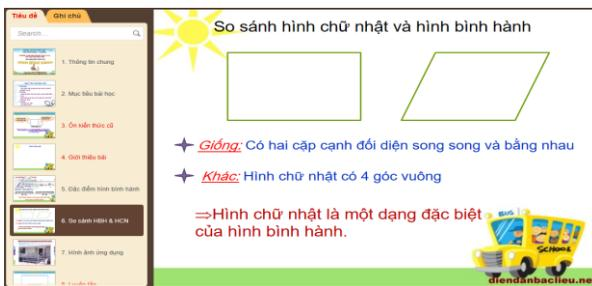 Tiêu đề
Ghi chú
Search...
1. Thông tin chung
2. Mục tiêu bài học
3. Ôn kiến thức cũ
4. Giới thiệu bài
5. Đặc điểm hình bình hành
6. So sánh HBH & HCN
7. Hình ảnh ứng dụng
So sánh hình chữ nhật và hình bình hành
Giống: Có hai cặp cạnh đối diện song song và bằng nhau
Khác: Hình chữ nhật có 4 góc vuông
⇒Hình chữ nhật là một dạng đặc biệt
của hình bình hành.
BUS
SCHOOL
diendanbaclieu.ne